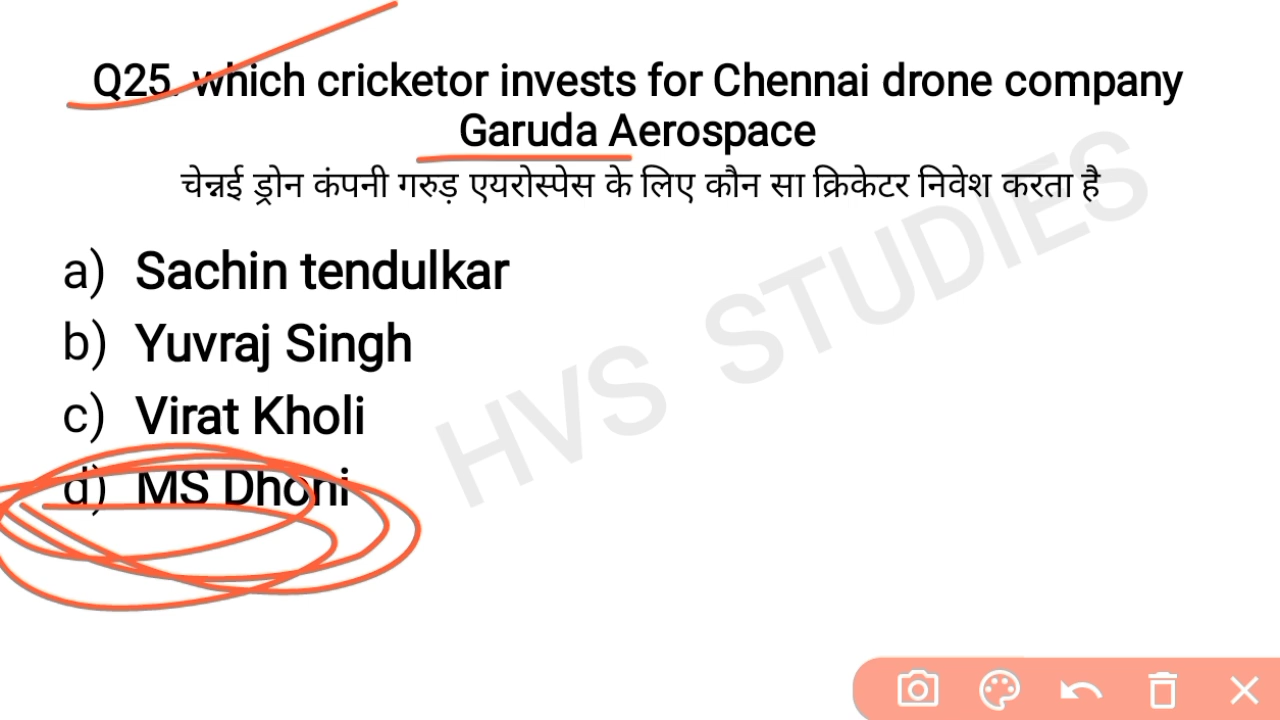 Q25. which cricketor invests for Chennai drone company
Garuda Aerospace
चेन्नई ड्रोन कंपनी गरुड़ एयरोस्पेस के लिए कौन सा क्रिकेटर निवेश करता है
a) Sachin tendulkar
b) Yuvraj Singh
c) Virat Kholi
d) MS Dhoni
HVS STUDIES